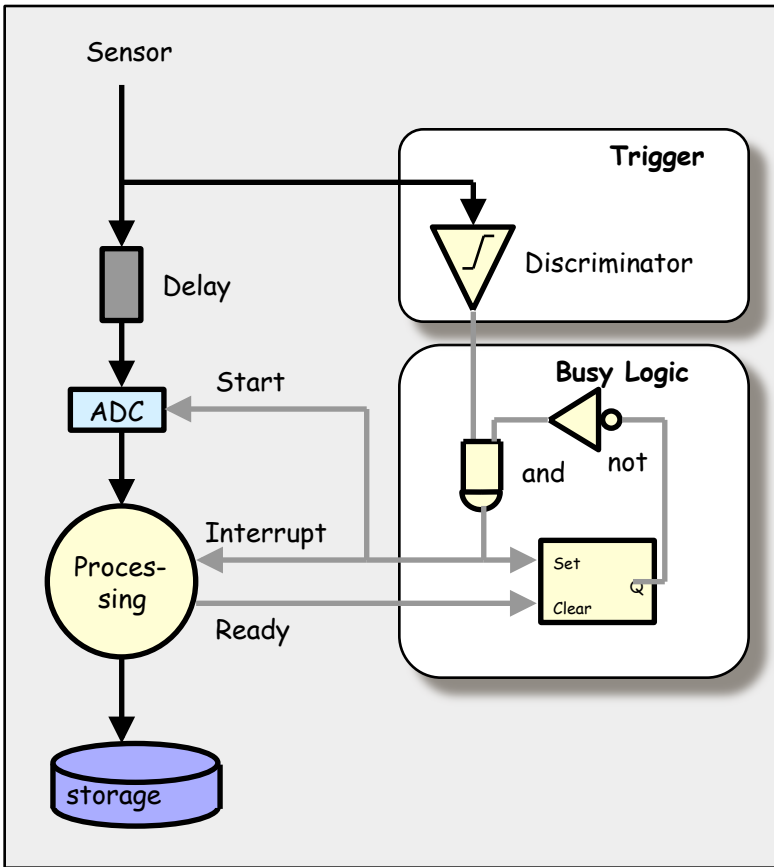 Sensor
Trigger
Discriminator
Delay
Busy Logic
Start
ADC
and
not
Interrupt
Proces-
sing
Set
Q
Clear
Ready
storage